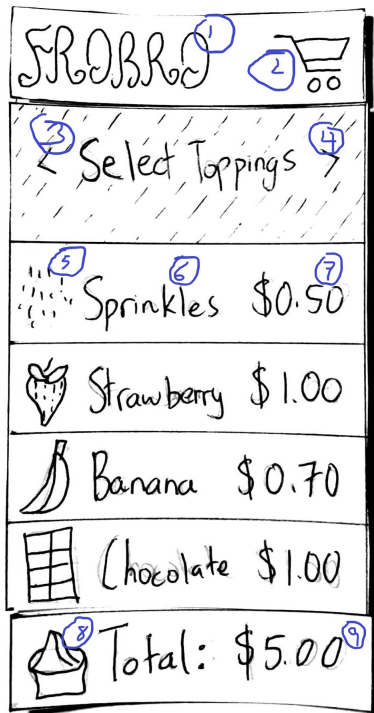 FROBRO 1
2
3 < Select Toppings > 4
5 6 7
Sprinkles $0.50
Strawberry $1.00
Banana $0.70
Chocolate $1.00
8 Total: $5.00 9